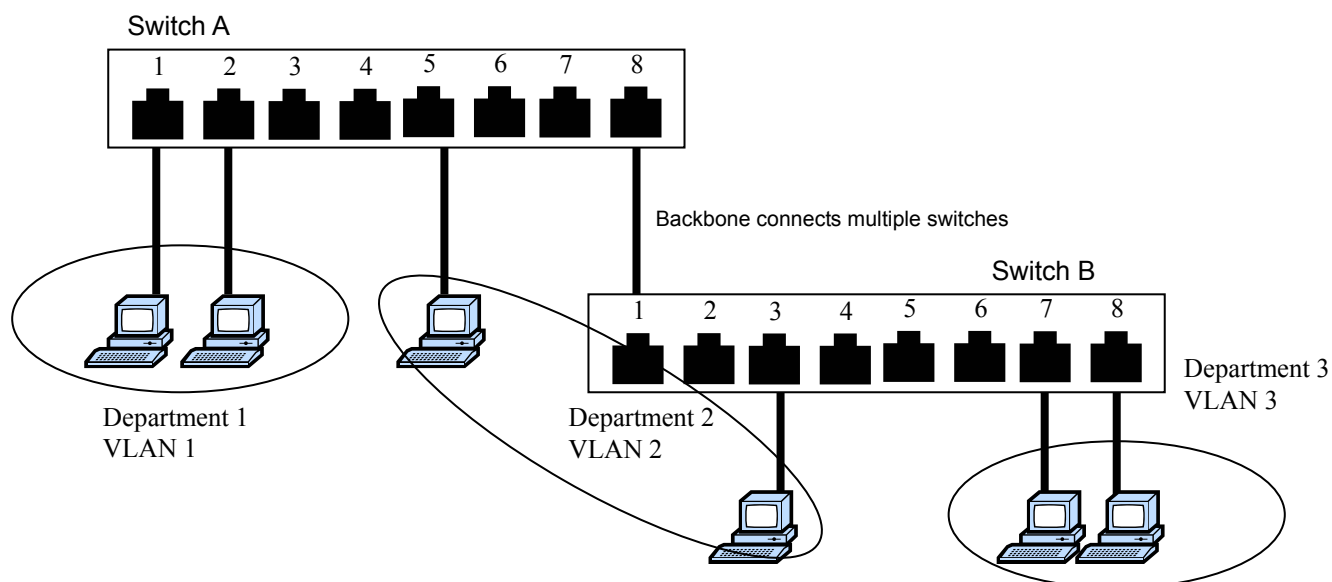 Switch A
1 2 3 4 5 6 7 8
Backbone connects multiple switches
Switch B
1 2 3 4 5 6 7 8
Department 1
VLAN 1
Department 2
VLAN 2
Department 3
VLAN 3